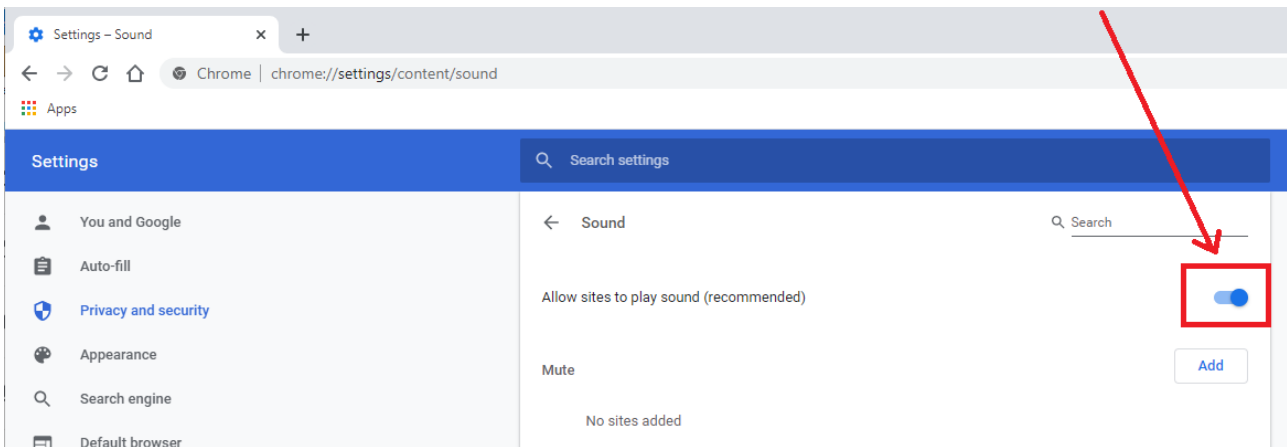 Settings – Sound
Chrome | chrome://settings/content/sound
Apps
Settings
Search settings
You and Google
Auto-fill
Privacy and security
Appearance
Search engine
Default browser
Sound
Search
Allow sites to play sound (recommended)
Mute
Add
No sites added